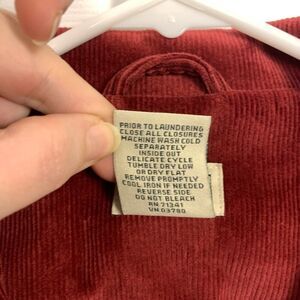 PRIOR TO LAUNDERING
CLOSE ALL CLOSURES
MACHINE WASH COLD
SEPARATELY
INSIDE OUT
DELICATE CYCLE
TUMBLE DRY LOW
OR DRY FLAT
REMOVE PROMPTLY
COOL IRON IF NEEDED
REVERSE SIDE
DO NOT BLEACH
RN 71341
VN 03780